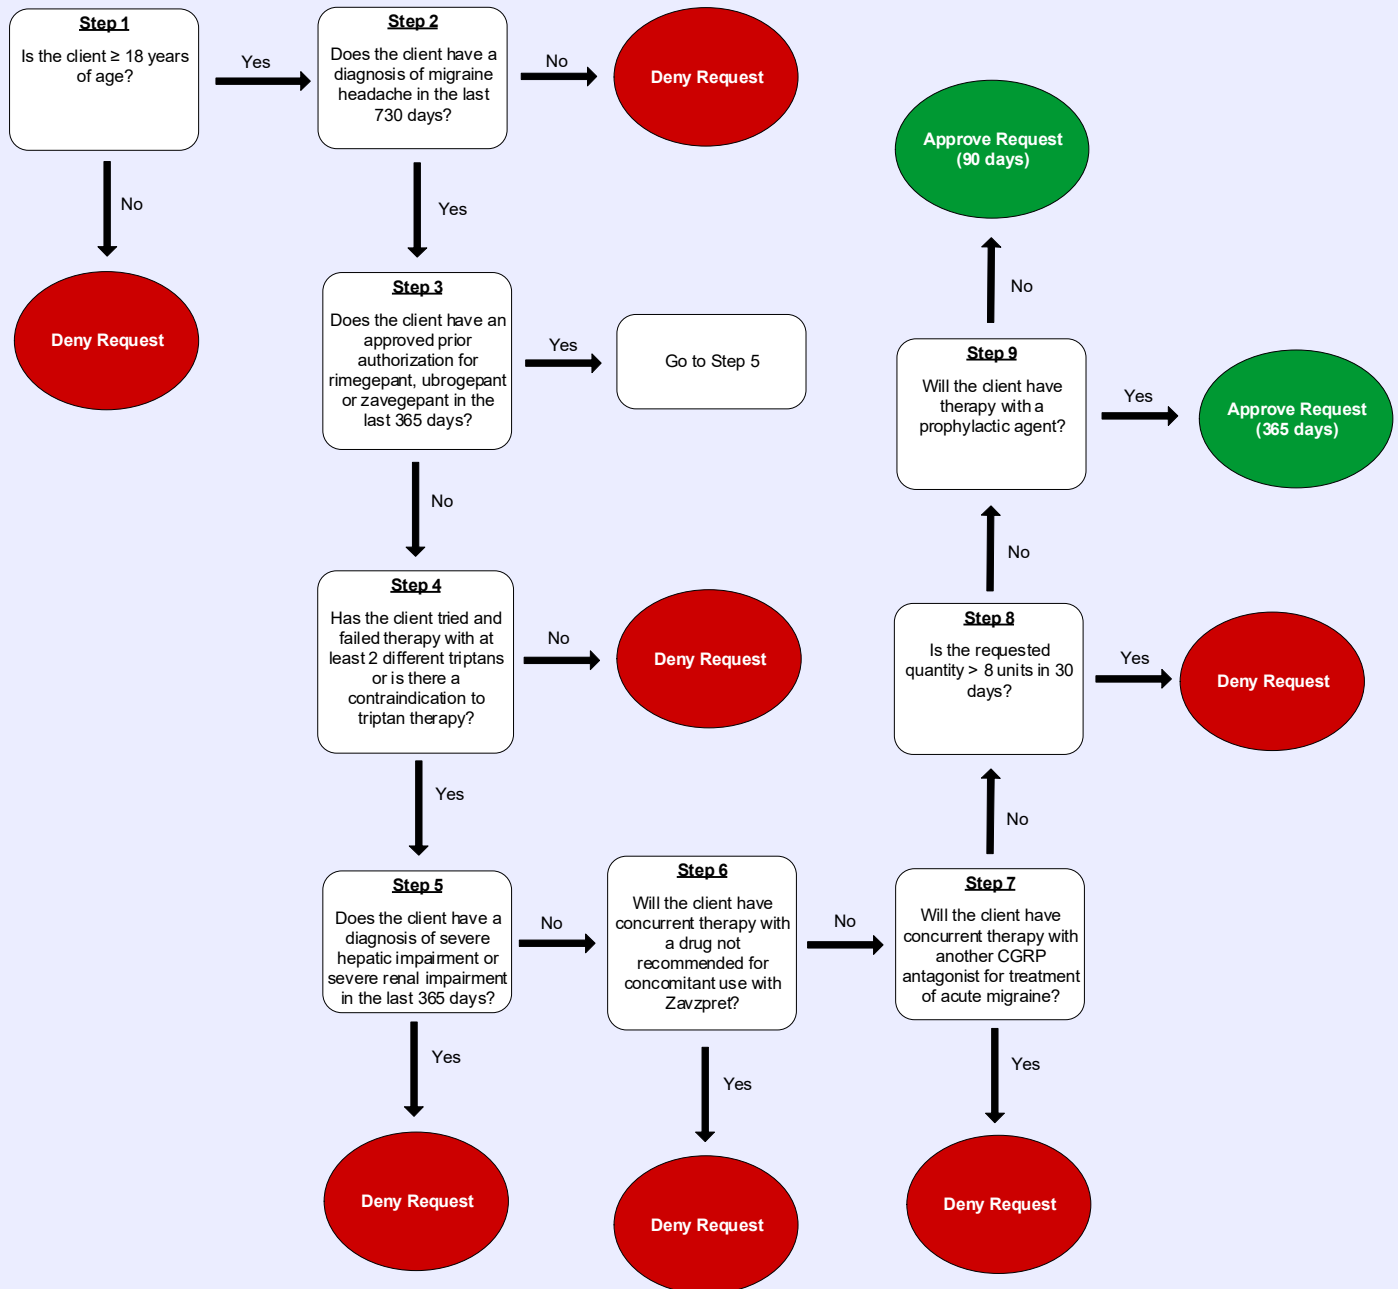 Step 1
Is the client ≥ 18 years
of age?
Yes
No
Deny Request
Step 2
Does the client have a
diagnosis of migraine
headache in the last
730 days?
No
Deny Request
Yes
Step 3
Does the client have an
approved prior
authorization for
rimegepant, ubrogepant
or zavegepant in the
last 365 days?
Yes
Go to Step 5
No
Step 4
Has the client tried and
failed therapy with at
least 2 different triptans
or is there a
contraindication to
triptan therapy?
No
Deny Request
Yes
Step 5
Does the client have a
diagnosis of severe
hepatic impairment or
severe renal impairment
in the last 365 days?
No
Yes
Deny Request
Step 6
Will the client have
concurrent therapy with
a drug not
recommended for
concomitant use with
Zavzpret?
No
Yes
Deny Request
Step 7
Will the client have
concurrent therapy with
another CGRP
antagonist for treatment
of acute migraine?
No
Yes
Deny Request
Step 8
Is the requested
quantity > 8 units in 30
days?
Yes
Deny Request
No
Step 9
Will the client have
therapy with a
prophylactic agent?
Yes
Approve Request
(365 days)
No
Approve Request
(90 days)